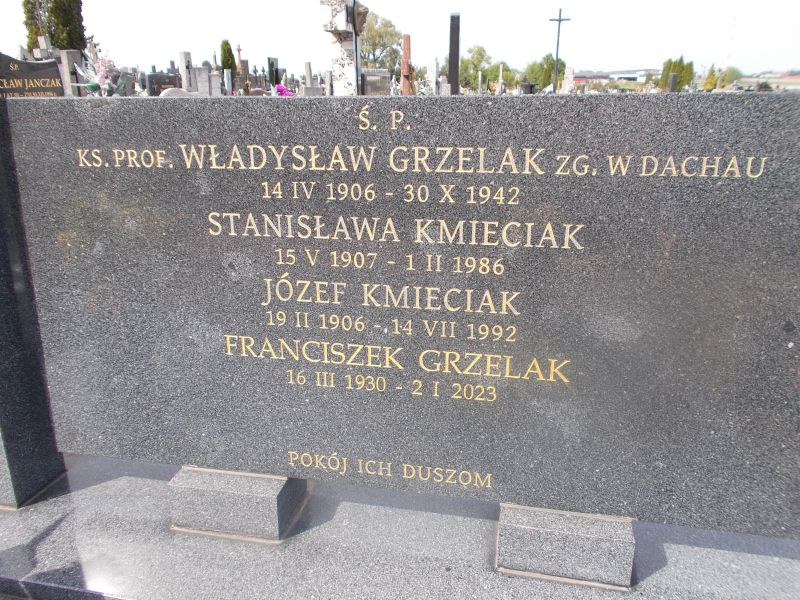 Ś. P.
KS. PROF. WŁADYSŁAW GRZELAK ZG. W DACHAU
14 IV 1906 - 30 X 1942
STANISŁAWA KMIECIAK
15 V 1907 - 1 II 1986
JÓZEF KMIECIAK
19 II 1906 - 14 VII 1992
FRANCISZEK GRZELAK
16 III 1930 - 2 I 2023
POKÓJ ICH DUSZOM
Ś.P.
JANCZAK